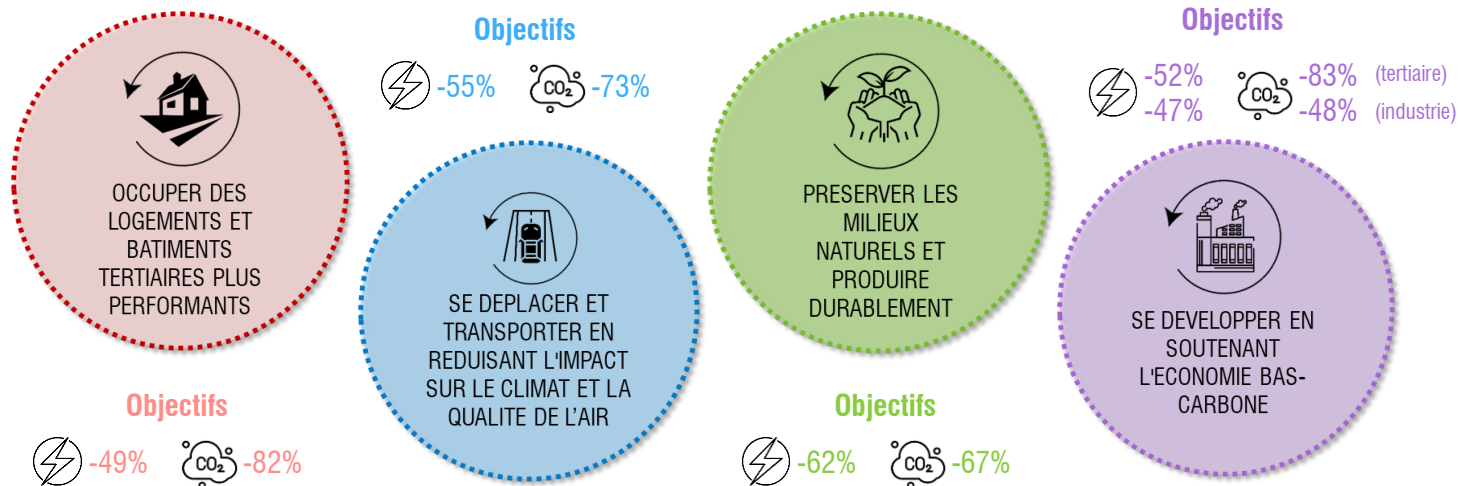 OCCUPER DES
LOGEMENTS ET
BATIMENTS
TERTIAIRES PLUS
PERFORMANTS
Objectifs
-49% CO₂ -82%
Objectifs
-55% CO₂ -73%
SE DEPLACER ET
TRANSPORTER EN
REDUISANT L'IMPACT
SUR LE CLIMAT ET LA
QUALITE DE L’AIR
PRESERVER LES
MILIEUX
NATURELS ET
PRODUIRE
DURABLEMENT
Objectifs
-62% CO₂ -67%
Objectifs
-52% CO₂ -83% (tertiaire)
-47% -48% (industrie)
SE DEVELOPPER EN
SOUTENANT
L'ECONOMIE BAS-
CARBONE